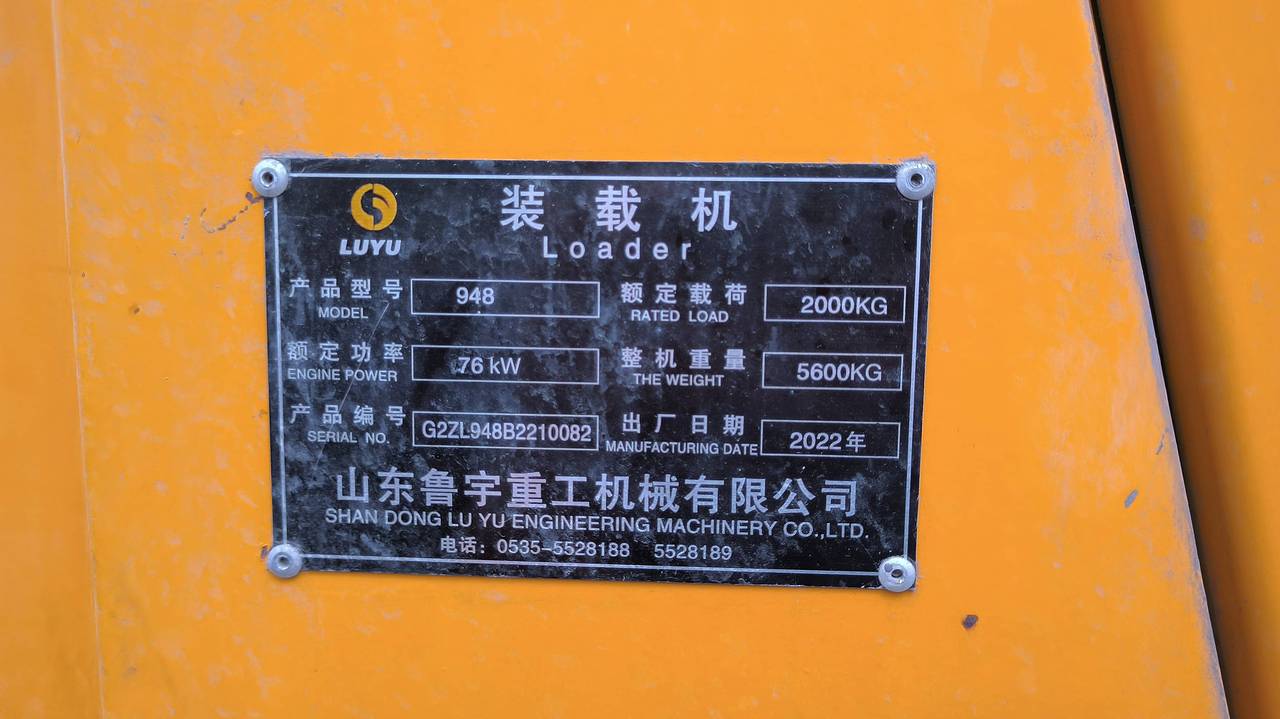 LUYU
装载机
Loader
产品型号 948 额定载荷 2000KG
MODEL RATED LOAD
额定功率 76 kW 整机重量 5600KG
ENGINE POWER THE WEIGHT
产品编号 G2ZL948B2210082 出厂日期 2022年
SERIAL NO. MANUFACTURING DATE
山东鲁宇重工机械有限公司
SHAN DONG LU YU ENGINEERING MACHINERY CO.,LTD.
电话：0535-5528188 5528189